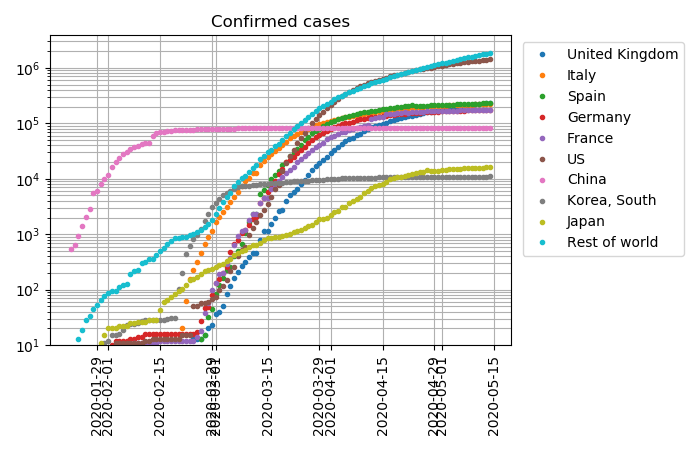 Confirmed cases
10^6
10^5
10^4
10^3
10^2
10^1
2020-01-29
2020-02-01
2020-02-15
2020-02-29
2020-03-01
2020-03-15
2020-03-29
2020-04-01
2020-04-15
2020-04-29
2020-05-01
2020-05-15
United Kingdom
Italy
Spain
Germany
France
US
China
Korea, South
Japan
Rest of world